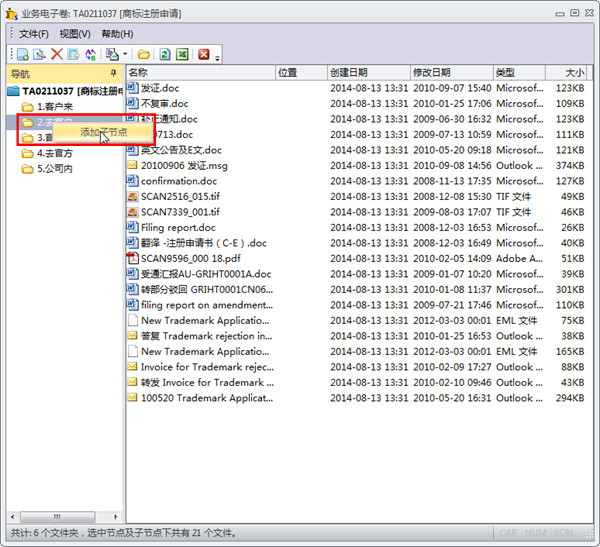 业务电子卷: TA0211037 [商标注册申请]
文件(F) 视图(V) 帮助(H)
导航
TA0211037 [商标注册申
1.客户来
2.去客户
3.官
添加子节点
4.去官方
5.公司内
名称 位置 创建日期 修改日期 类型 大小
发证.doc 2014-08-13 13:31 2010-09-07 15:40 Microsof... 123KB
不复审.doc 2014-08-13 13:31 2010-01-25 17:06 Microsof... 109KB
补正通知.doc 2014-08-13 13:31 2009-06-30 16:32 Microsof... 123KB
0713.doc 2014-08-13 13:31 2009-07-13 10:59 Microsof... 111KB
英文公告及E文.doc 2014-08-13 13:31 2010-05-20 09:18 Microsof... 121KB
20100906 发证.msg 2014-08-13 13:31 2010-09-08 14:56 Outlook ... 374KB
confirmation.doc 2014-08-13 13:31 2008-11-13 17:35 Microsof... 127KB
SCAN2516_015.tif 2014-08-13 13:31 2008-12-08 15:30 TIF 文件 49KB
SCAN7339_001.tif 2014-08-13 13:31 2009-08-03 17:07 TIF 文件 46KB
Filing report.doc 2014-08-13 13:31 2008-12-03 16:53 Microsof... 26KB
翻译 -注册申请书 ( C-E ) .doc 2014-08-13 13:31 2008-12-03 16:49 Microsof... 40KB
SCAN9596_000 18.pdf 2014-08-13 13:31 2010-02-05 14:09 Adobe A... 51KB
受通汇报AU-GRIHT0001A.doc 2014-08-13 13:31 2009-01-07 10:20 Microsof... 39KB
转部分驳回 GRIHT0001CN06... 2014-08-13 13:31 2010-01-08 11:37 Microsof... 301KB
filing report on amendment... 2014-08-13 13:31 2009-07-21 17:46 Microsof... 110KB
New Trademark Applicatio... 2014-08-13 13:31 2012-03-03 00:01 EML 文件 75KB
答复 Trademark rejection in... 2014-08-13 13:31 2010-01-25 16:53 Outlook ... 38KB
New Trademark Applicatio... 2014-08-13 13:31 2012-03-03 00:01 EML 文件 165KB
Invoice for Trademark rejec... 2014-08-13 13:31 2010-02-09 17:27 Outlook ... 88KB
转发 Invoice for Trademark ... 2014-08-13 13:31 2010-02-10 09:46 Outlook ... 43KB
100520 Trademark Applicat... 2014-08-13 13:31 2010-05-20 16:31 Outlook ... 294KB
共计: 6 个文件夹，选中节点及子节点下共有 21 个文件。 CAP NUM SCRL